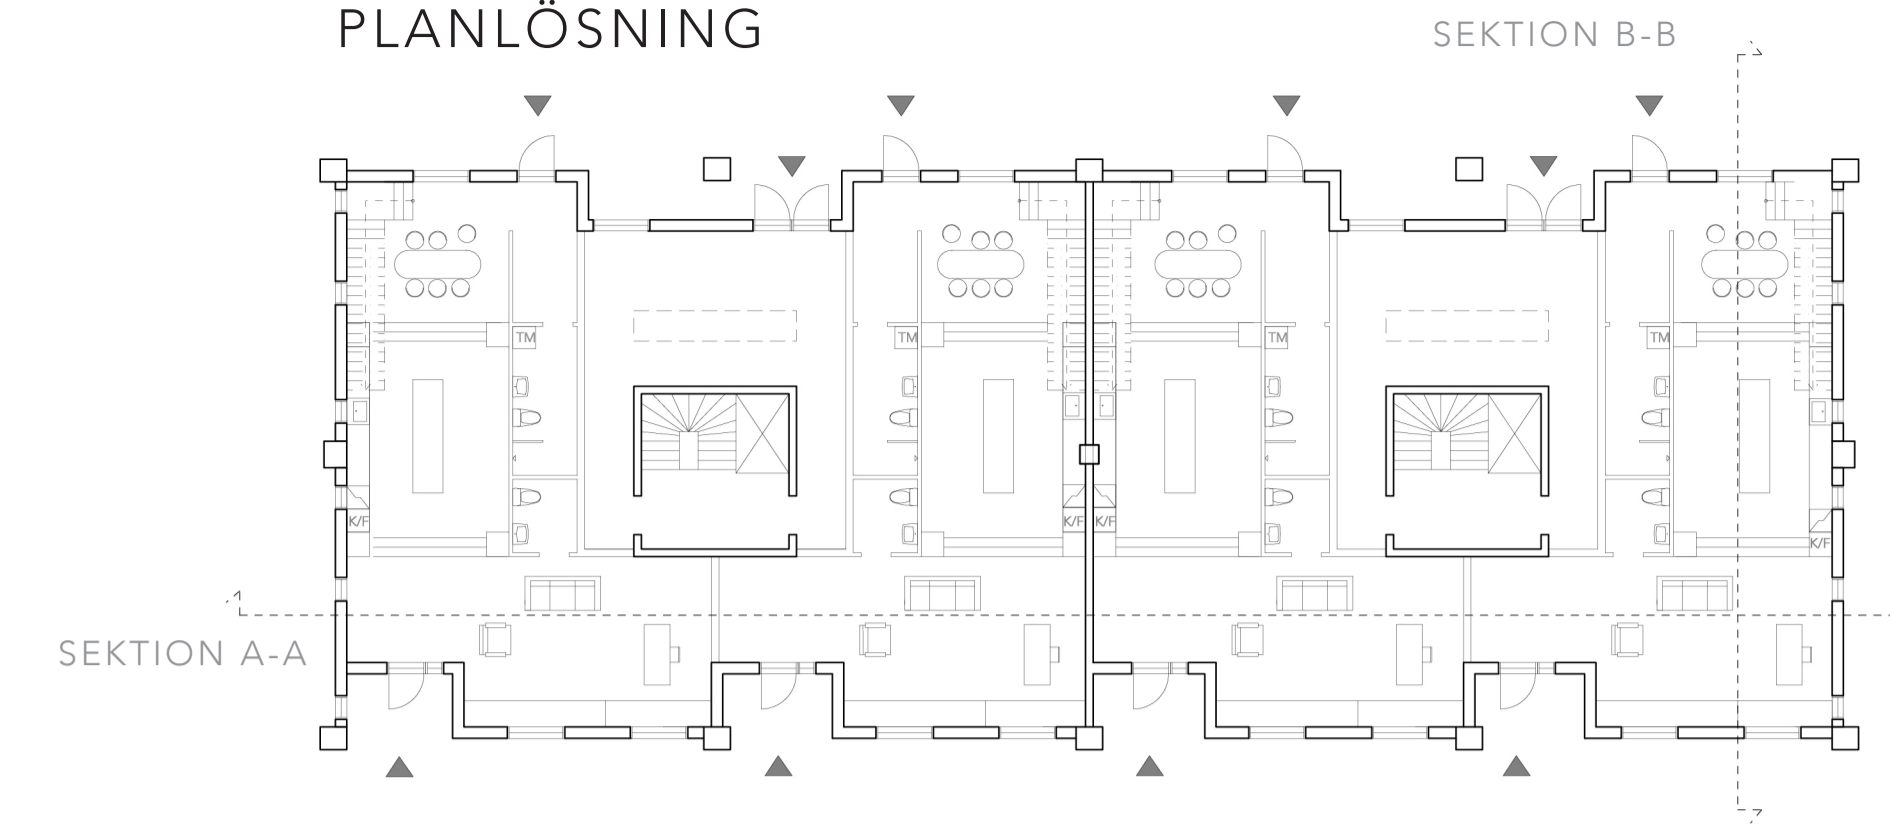 PLANLÖSNING
SEKTION B-B
TM
TM
TM
TM
K/F
K/F
K/F
K/F
SEKTION A-A